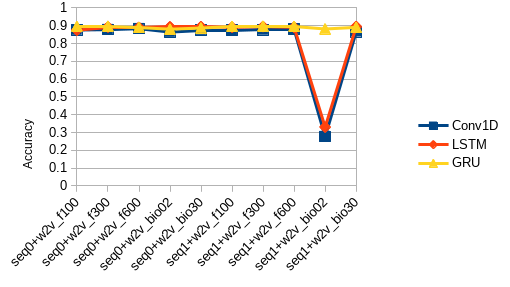 1
0.9
0.8
0.7
0.6
0.5
0.4
0.3
0.2
0.1
0
Accuracy
seq0+w2v_f100
seq0+w2v_f300
seq0+w2v_f600
seq0+w2v_bio02
seq0+w2v_bio30
seq1+w2v_f100
seq1+w2v_f300
seq1+w2v_f600
seq1+w2v_bio02
seq1+w2v_bio30
Conv1D
LSTM
GRU